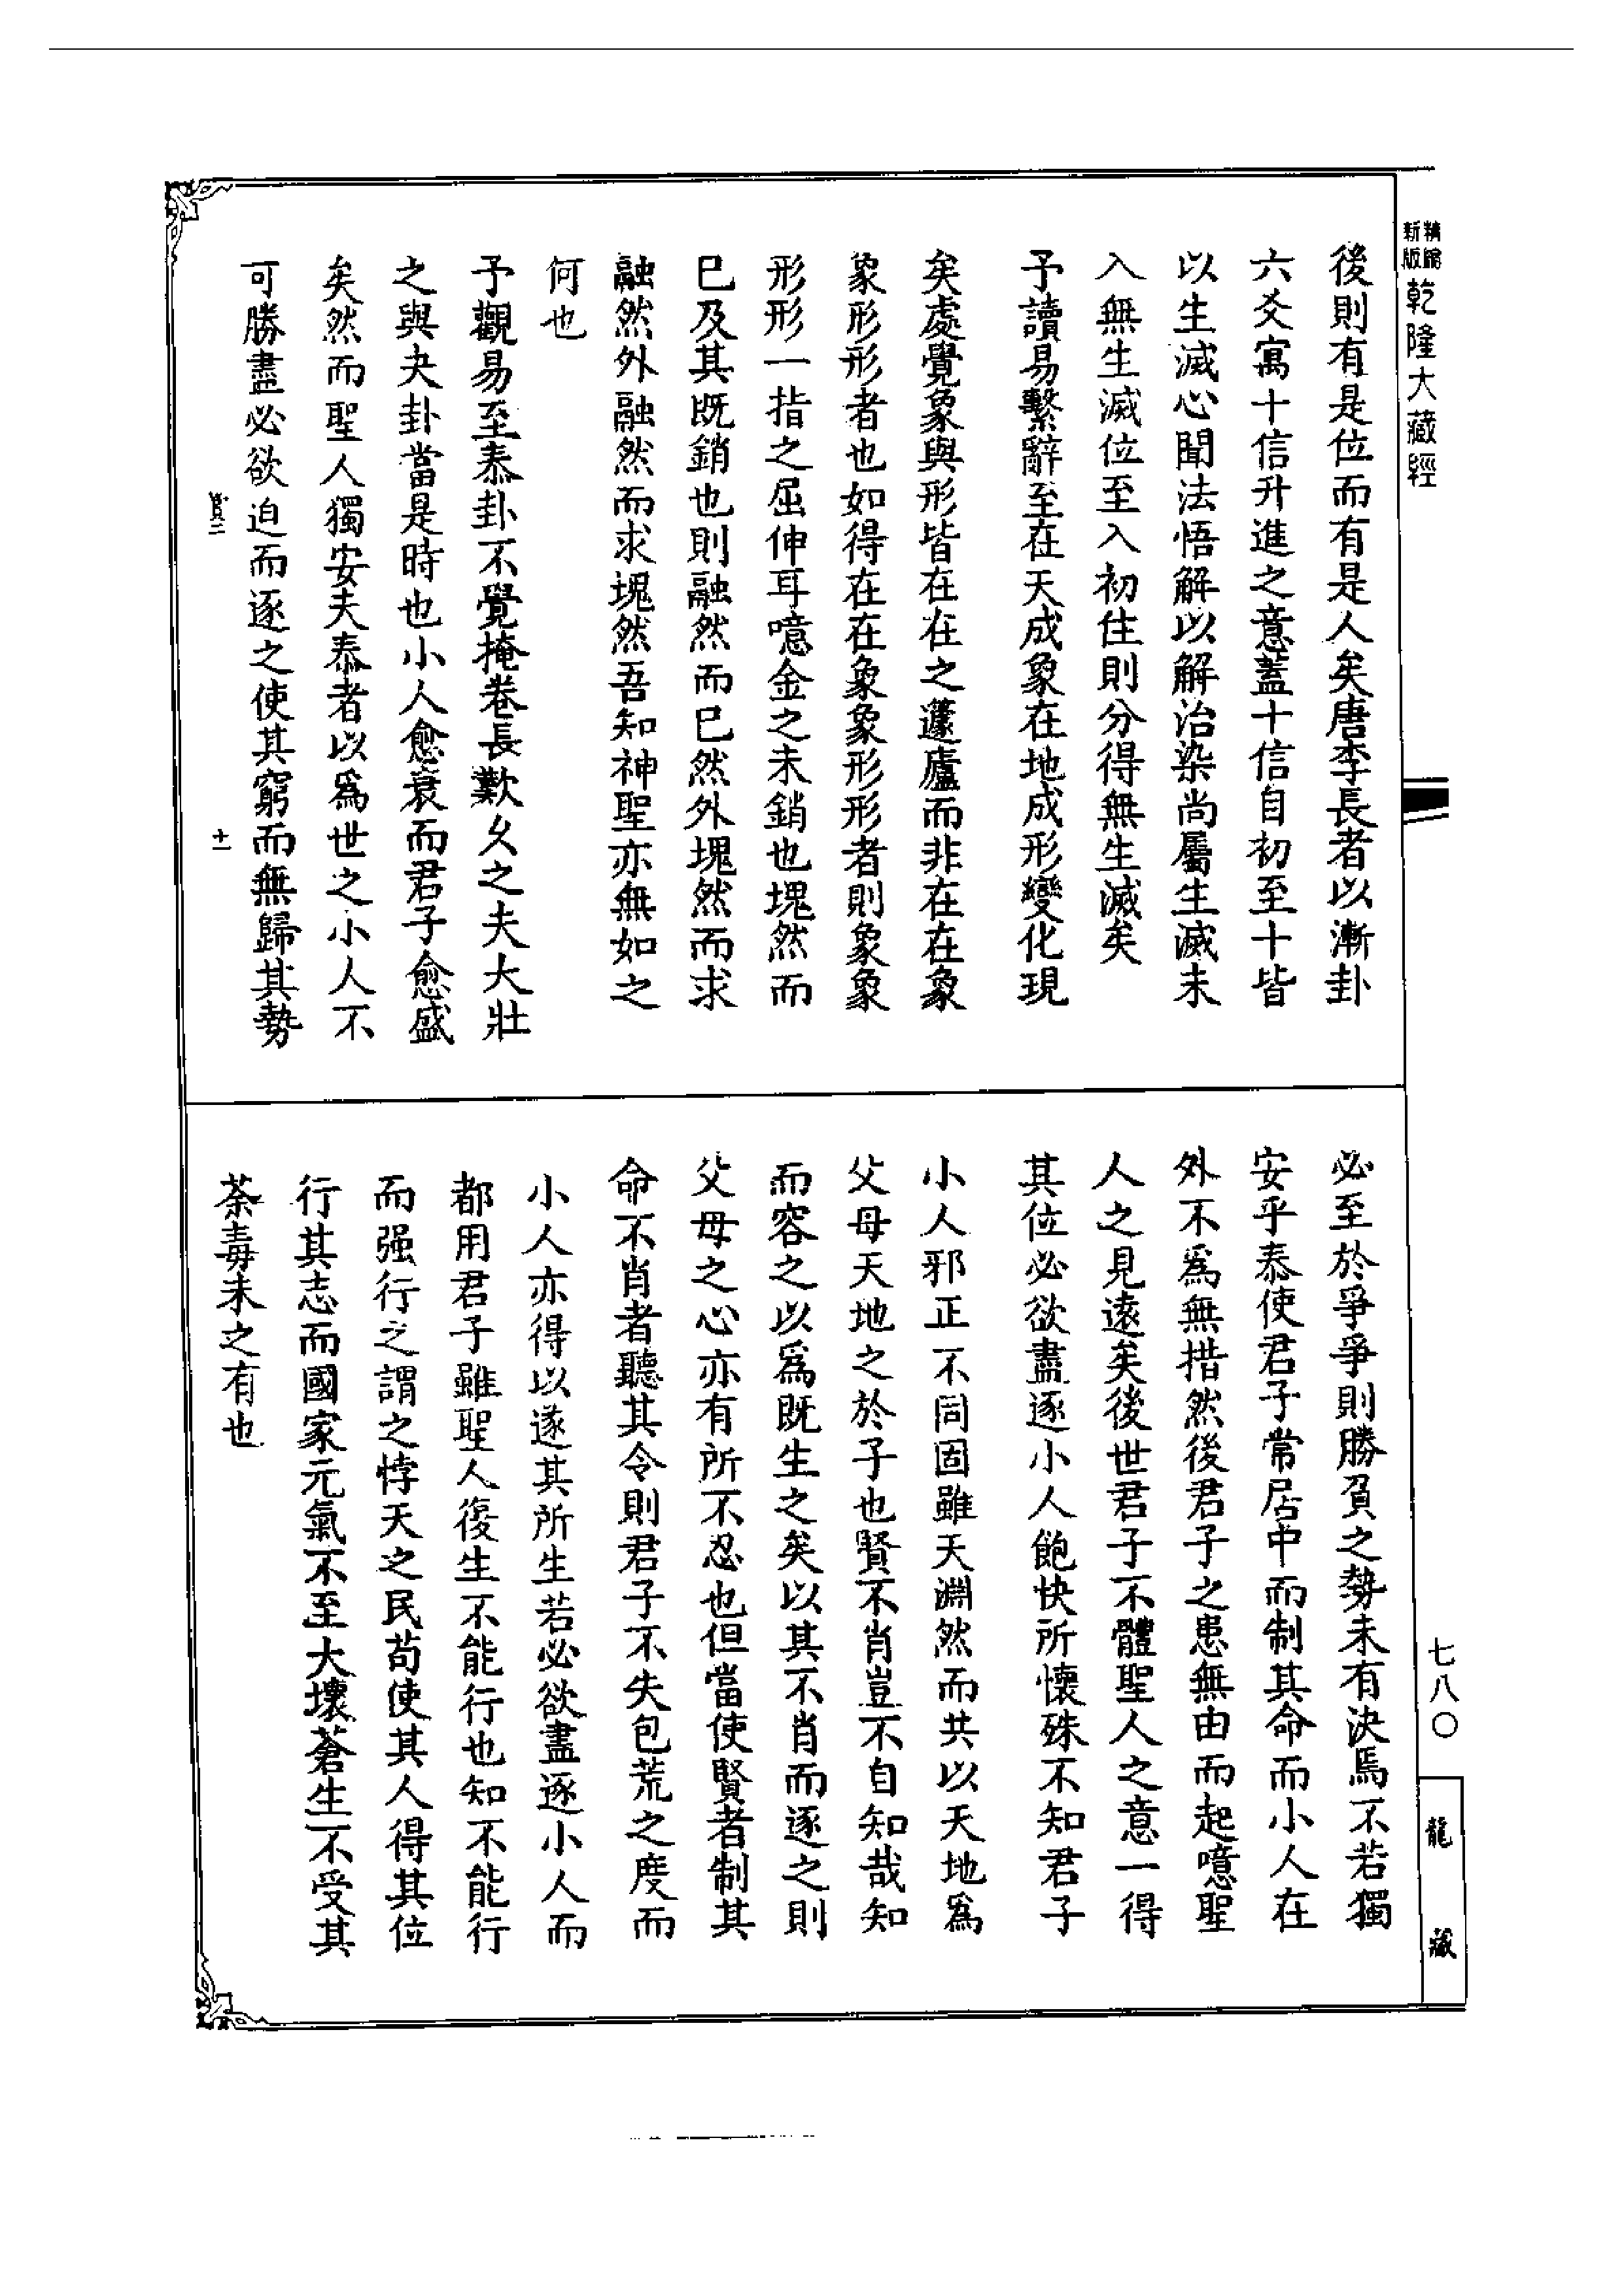 精縮
新版
乾隆大藏經
後則有是位而有是人矣唐李長者以漸卦
六爻寓十信升進之意蓋十信自初至十皆
以生滅心聞法悟解以解治染尚屬生滅未
入無生滅位至入初住則分得無生滅矣
予讀易繫辭至在天成象在地成形變化現
矣處覺象與形皆在在之蘧廬而非在在象
象形形者也如得在在象象形形者則象象
形形一指之屈伸耳噫金之未銷也塊然而
已及其既銷也則融然而已然外塊然而求
融然外融然而求塊然吾知神聖亦無如之
何也
予觀易至泰卦不覺掩卷長歎久之夫大壯
之與夬卦當是時也小人愈衰而君子愈盛
矣然而聖人獨安夫泰者以為世之小人不
可勝盡必欲迫而逐之使其窮而無歸其勢
十一
必至於爭爭則勝負之勢未有決焉不若獨
安乎泰使君子常居中而制其命而小人在
外不為無措然後君子之患無由而起噫聖
人之見遠矣後世君子不體聖人之意一得
其位必欲盡逐小人飽快所懷殊不知君子
小人邪正不同固雖天淵然而共以天地為
父母天地之於子也賢不肖豈不自知哉知
而容之以為既生之矣以其不肖而逐之則
父母之心亦有所不忍也但當使賢者制其
命不肖者聽其令則君子不失包荒之度而
小人亦得以遂其所生若必欲盡逐小人而
都用君子雖聖人復生不能行也知不能行
而强行之謂之悖天之民苟使其人得其位
行其志而國家元氣不至大壞蒼生不受其
荼毒未之有也
七八〇
龍藏